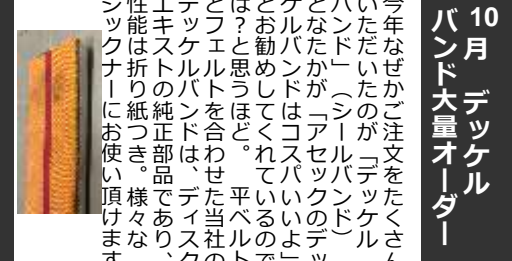 10月 デッケル
バンド大量オーダー
今年なぜかご注文をたくさん
いただいたのが『デッケル
バンド』（シールバンド）
どなたかが「アセックのデッ
ケルバンドはコスパいいよ」
とお勧めしてくれているので
は？と思うほど。 平ベルト
とフェルトを合わせた当社の
デッケルバンドは、ディスク
エキストの純正部品であり、
性能は折り紙つき。様々な
シックナーにお使い頂けます